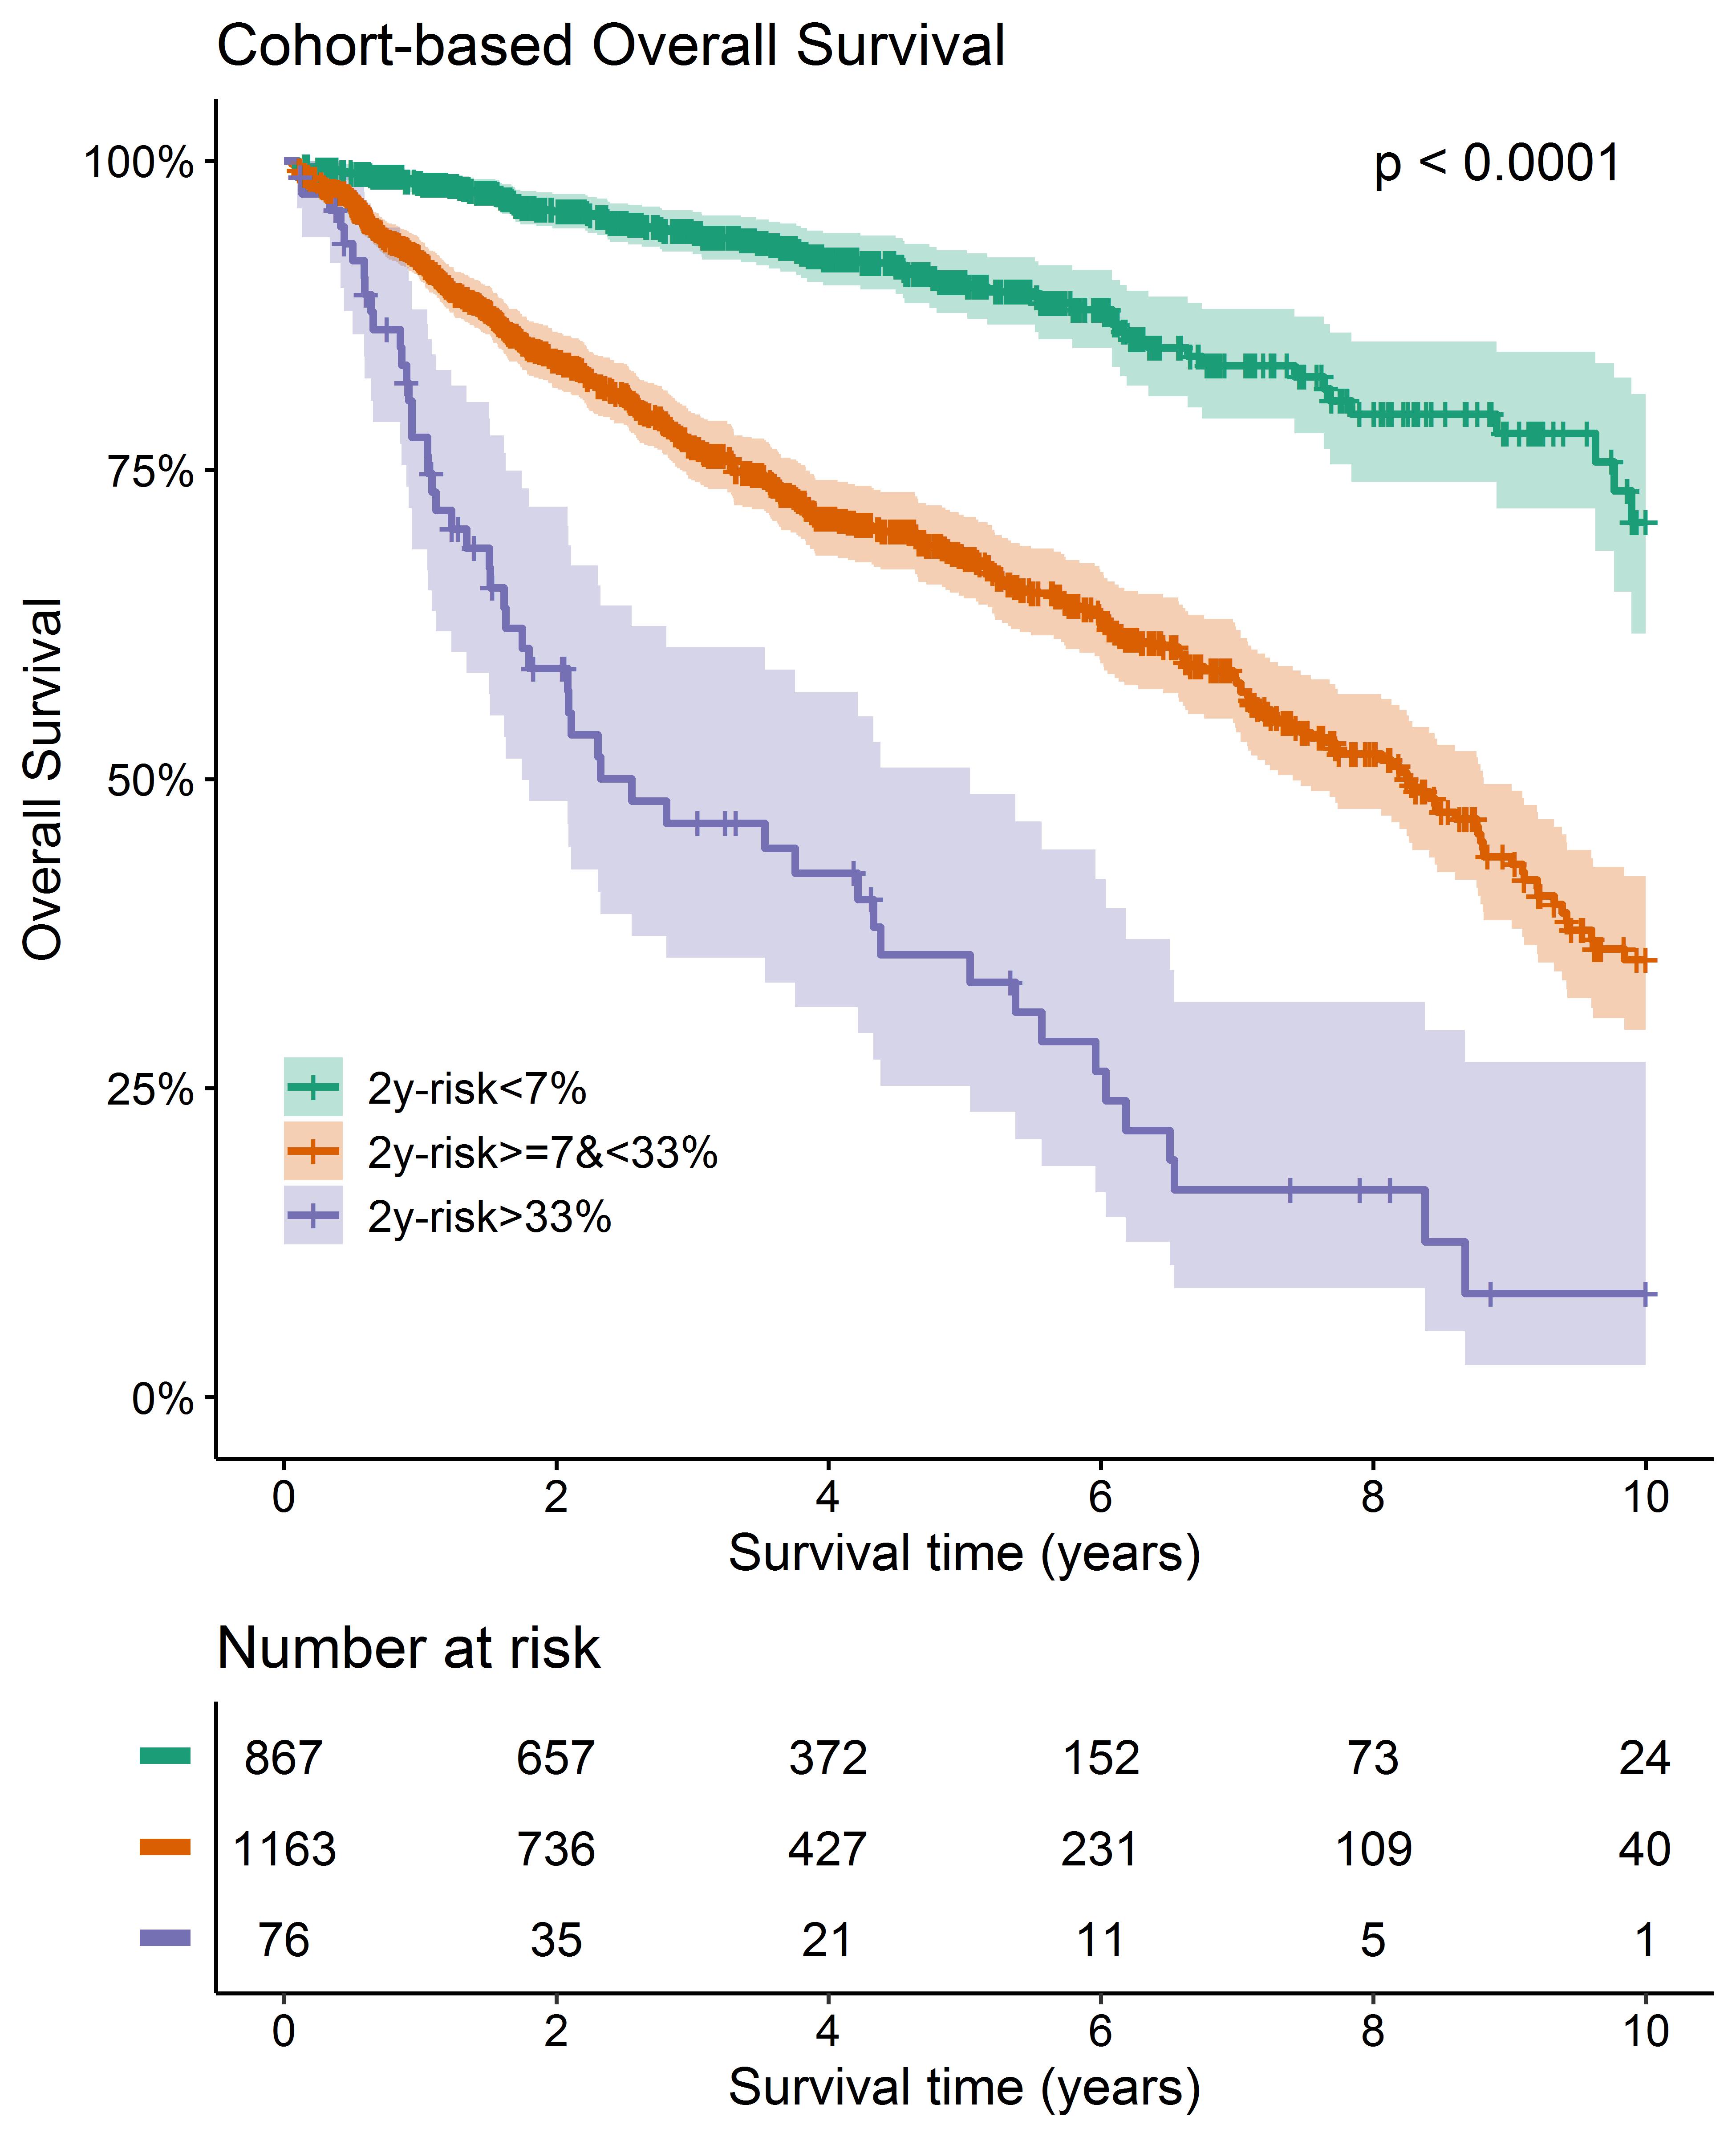 Cohort-based Overall Survival
p < 0.0001
100%
75%
50%
25%
0%
Overall Survival
2y-risk<7%
2y-risk>=7&<33%
2y-risk>33%
0 2 4 6 8 10
Survival time (years)
Number at risk
867 657 372 152 73 24
1163 736 427 231 109 40
76 35 21 11 5 1
0 2 4 6 8 10
Survival time (years)